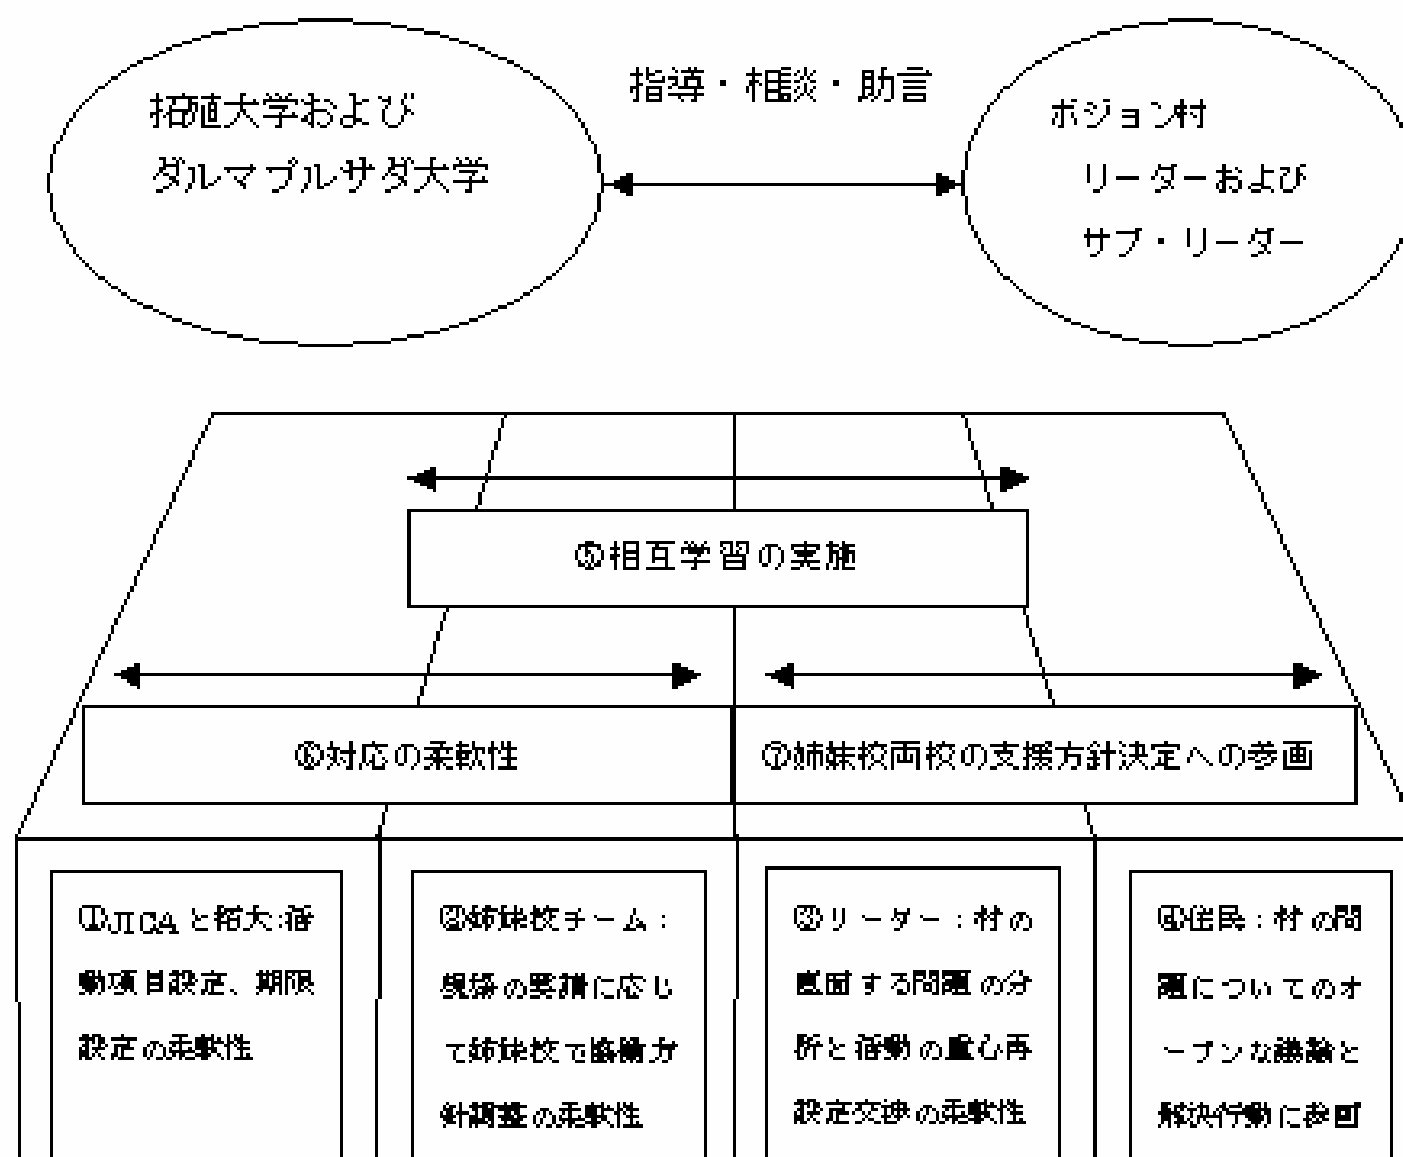 拓殖大学および
ダルマプルサダ大学
指導・相談・助言
ボジョン村
リーダーおよび
サブ・リーダー
⑤相互学習の実施
⑥対応の柔軟性
⑦姉妹校両校の支援方針決定への参画
①JICAと拓大:活
動項目設定、期限
設定の柔軟性
②姉妹校チーム:
現場の要請に応じ
て姉妹校で協働方
針調整の柔軟性
③リーダー:村の
直面する問題の分
析と活動の重心再
設定交渉の柔軟性
④住民:村の問
題についてのオ
ープンな議論と
解決行動に参画